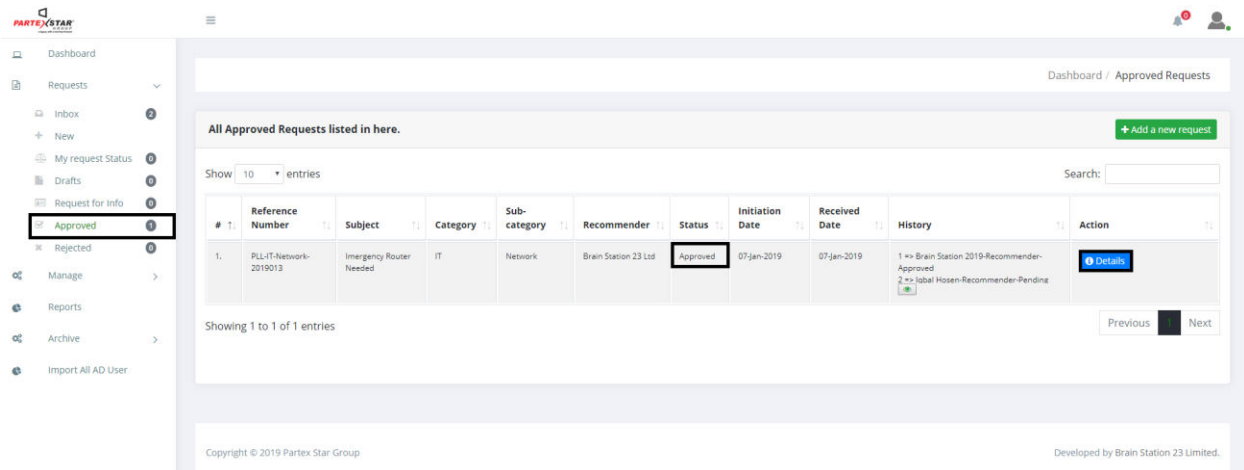 PARTEX STAR
GROUP
0
Dashboard
Requests
Dashboard / Approved Requests
Inbox 2
New
My request Status 0
Drafts 0
Request for Info 0
Approved 1
Rejected 0
Manage
Reports
Archive
Import All AD User
All Approved Requests listed in here.
+ Add a new request
Show 10 entries
Search:
# Reference Number Subject Category Sub-category Recommender Status Initiation Date Received Date History Action
1. PLL-IT-Network-2019013 Imergency Router Needed IT Network Brain Station 23 Ltd Approved 07-Jan-2019 07-Jan-2019 1 => Brain Station 2019-Recommender-Approved
2 => Iqbal Hosen-Recommender-Pending
Details
Showing 1 to 1 of 1 entries
Previous 1 Next
Copyright © 2019 Partex Star Group
Developed by Brain Station 23 Limited.